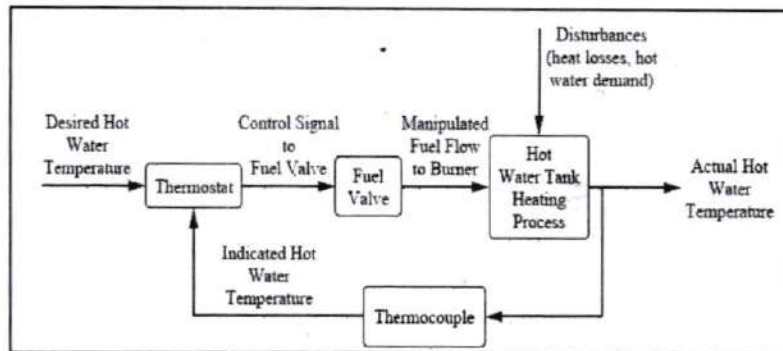 Disturbances
(heat losses, hot
water demand)
Desired Hot
Water
Temperature
Control Signal
to
Fuel Valve
Manipulated
Fuel Flow
to Burner
Thermostat
Fuel
Valve
Hot
Water Tank
Heating
Process
Actual Hot
Water
Temperature
Indicated Hot
Water
Temperature
Thermocouple